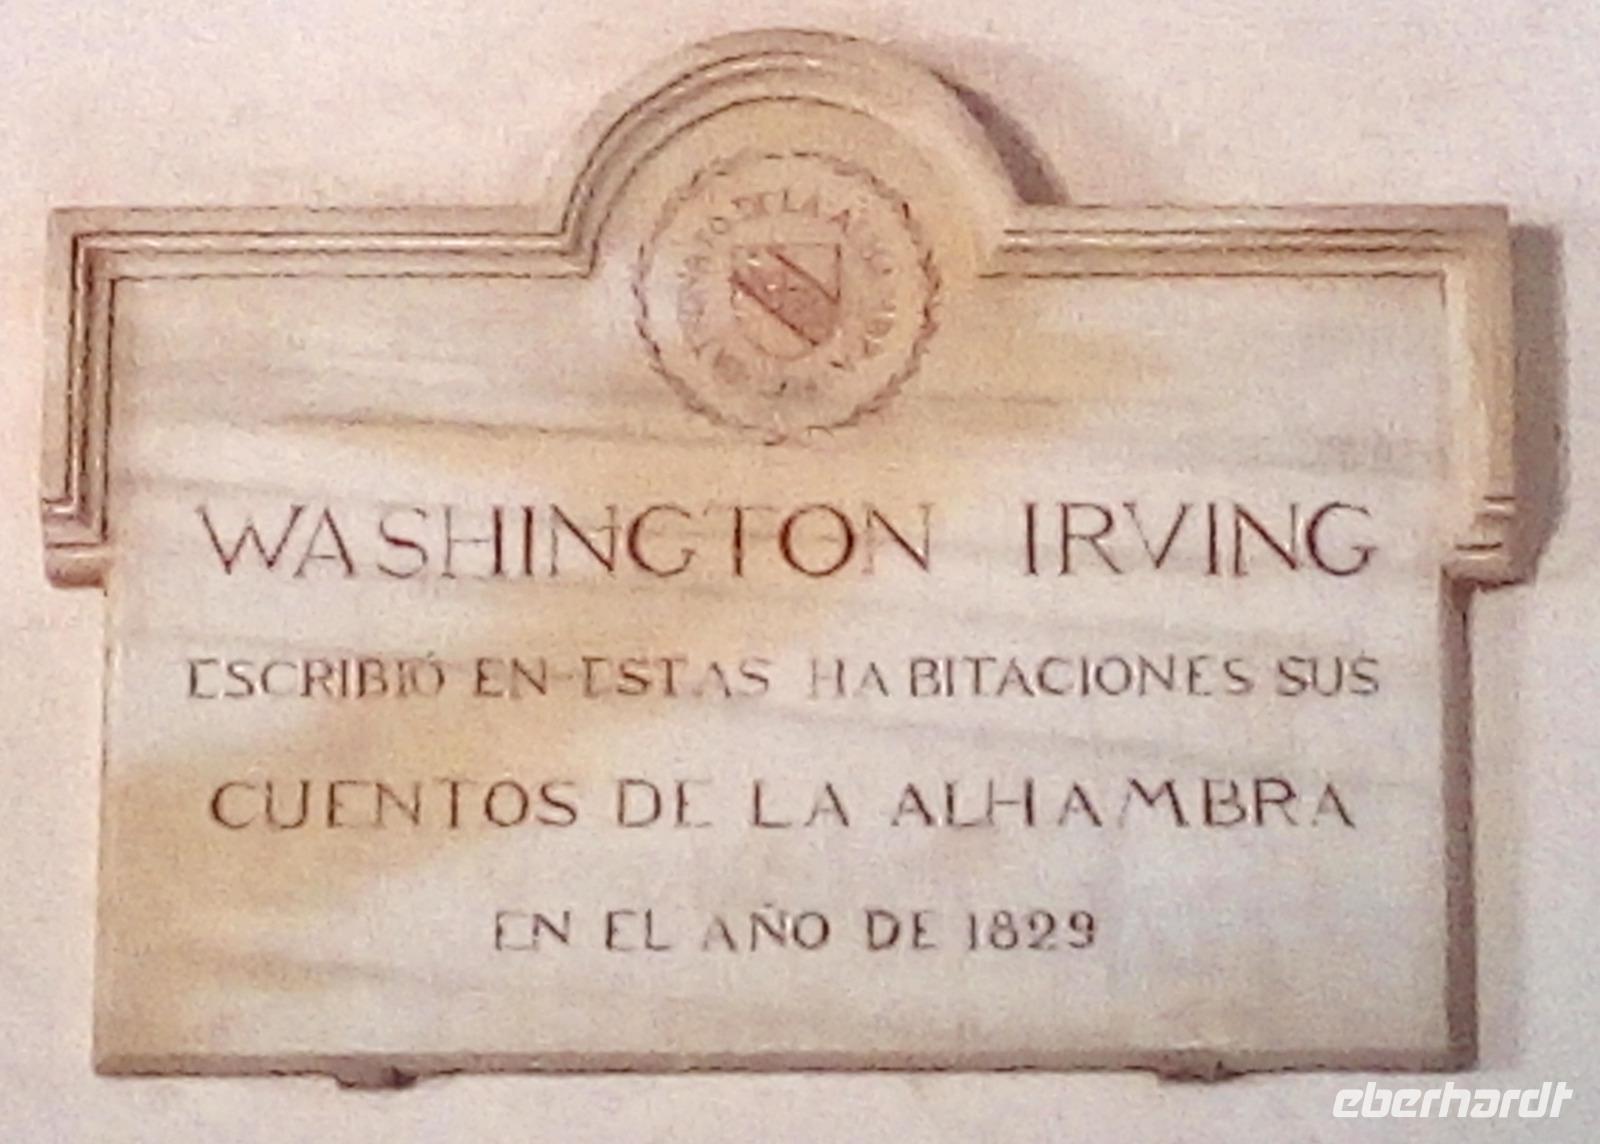 WASHINGTON IRVING
ESCRIBIÓ EN ESTAS HABITACIONES SUS
CUENTOS DE LA ALHAMBRA
EN EL AÑO DE 1829
eberhardt